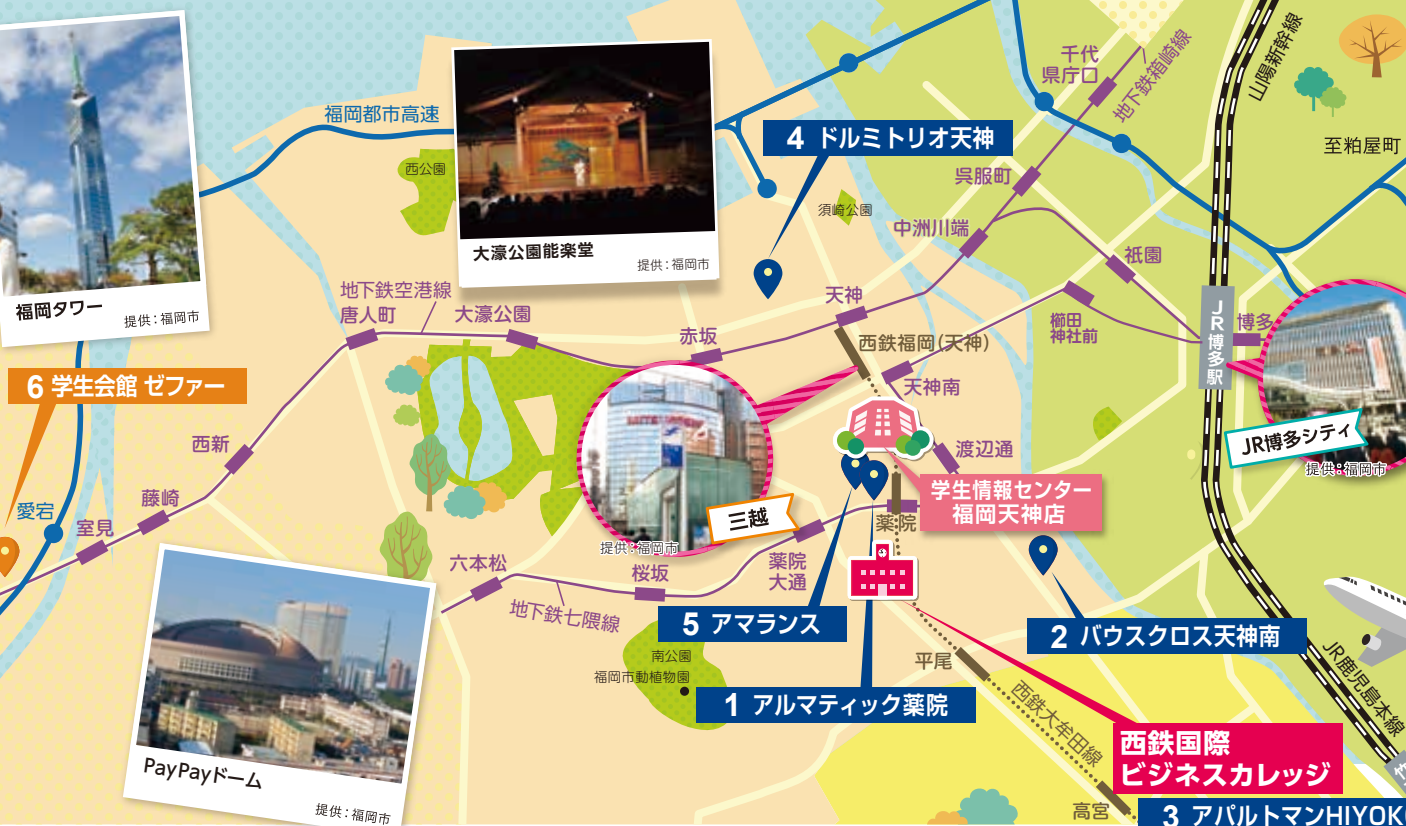 福岡タワー
提供：福岡市
福岡都市高速
西公園
大濠公園能楽堂
提供：福岡市
4 ドルミトリオ天神
須崎公園
千代
県庁口
地下鉄箱崎線
山陽新幹線
至粕屋町
呉服町
中洲川端
祇園
櫛田
神社前
JR博多駅
博多
JR博多シティ
提供：福岡市
地下鉄空港線
唐人町
大濠公園
赤坂
天神
西鉄福岡(天神)
天神南
渡辺通
6 学生会館 ゼファー
西新
藤崎
室見
愛宕
三越
提供：福岡市
学生情報センター
福岡天神店
薬院
薬院
大通
桜坂
六本松
地下鉄七隈線
5 アマランス
南公園
福岡市動植物園
1 アルマティック薬院
2 バウスクロス天神南
平尾
西鉄大牟田線
高宮
西鉄国際
ビジネスカレッジ
3 アパルトマンHIYOK
JR鹿児島本線
竹
PayPayドーム
提供：福岡市